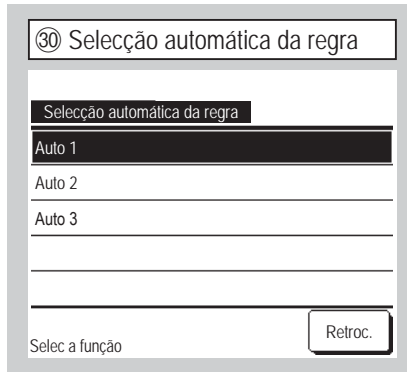 ㉚ Selecção automática da regra
Selecção automática da regra
Auto 1
Auto 2
Auto 3
Retroc.
Selec a função